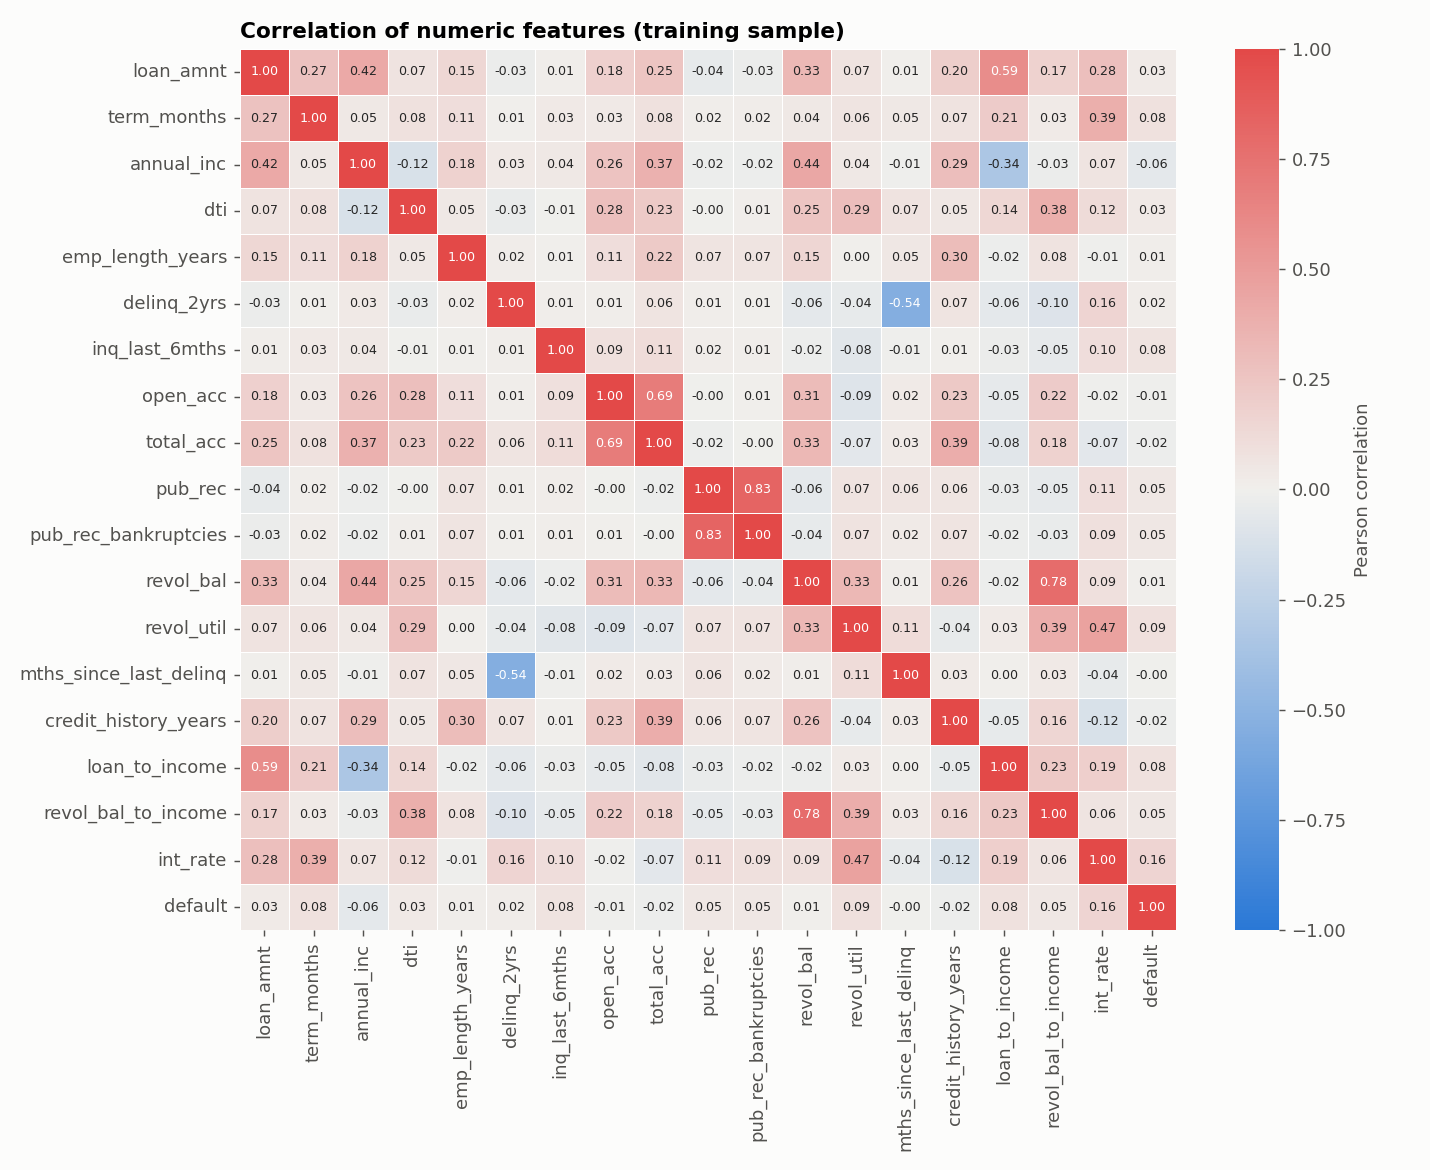 Correlation of numeric features (training sample)
loan_amnt 1.00 0.27 0.42 0.07 0.15 -0.03 0.01 0.18 0.25 -0.04 -0.03 0.33 0.07 0.01 0.20 0.59 0.17 0.28 0.03
term_months 0.27 1.00 0.05 0.08 0.11 0.01 0.03 0.03 0.08 0.02 0.02 0.04 0.06 0.05 0.07 0.21 0.03 0.39 0.08
annual_inc 0.42 0.05 1.00 -0.12 0.18 0.03 0.04 0.26 0.37 -0.02 -0.02 0.44 0.04 -0.01 0.29 -0.34 -0.03 0.07 -0.06
dti 0.07 0.08 -0.12 1.00 0.05 -0.03 -0.01 0.28 0.23 -0.00 0.01 0.25 0.29 0.07 0.05 0.14 0.38 0.12 0.03
emp_length_years 0.15 0.11 0.18 0.05 1.00 0.02 0.01 0.11 0.22 0.07 0.07 0.15 0.00 0.05 0.30 -0.02 0.08 -0.01 0.01
delinq_2yrs -0.03 0.01 0.03 -0.03 0.02 1.00 0.01 0.01 0.06 0.01 0.01 -0.06 -0.04 -0.54 0.07 -0.06 -0.10 0.16 0.02
inq_last_6mths 0.01 0.03 0.04 -0.01 0.01 0.01 1.00 0.09 0.11 0.02 0.01 -0.02 -0.08 -0.01 0.01 -0.03 -0.05 0.10 0.08
open_acc 0.18 0.03 0.26 0.28 0.11 0.01 0.09 1.00 0.69 -0.00 0.01 0.31 -0.09 0.02 0.23 -0.05 0.22 -0.02 -0.01
total_acc 0.25 0.08 0.37 0.23 0.22 0.06 0.11 0.69 1.00 -0.02 -0.00 0.33 -0.07 0.03 0.39 -0.08 0.18 -0.07 -0.02
pub_rec -0.04 0.02 -0.02 -0.00 0.07 0.01 0.02 -0.00 -0.02 1.00 0.83 -0.06 0.07 0.06 0.06 -0.03 -0.05 0.11 0.05
pub_rec_bankruptcies -0.03 0.02 -0.02 0.01 0.07 0.01 0.01 0.01 -0.00 0.83 1.00 -0.04 0.07 0.02 0.07 -0.02 -0.03 0.09 0.05
revol_bal 0.33 0.04 0.44 0.25 0.15 -0.06 -0.02 0.31 0.33 -0.06 -0.04 1.00 0.33 0.01 0.26 -0.02 0.78 0.09 0.01
revol_util 0.07 0.06 0.04 0.29 0.00 -0.04 -0.08 -0.09 -0.07 0.07 0.07 0.33 1.00 0.11 -0.04 0.03 0.39 0.47 0.09
mths_since_last_delinq 0.01 0.05 -0.01 0.07 0.05 -0.54 -0.01 0.02 0.03 0.06 0.02 0.01 0.11 1.00 0.03 0.00 0.03 -0.04 -0.00
credit_history_years 0.20 0.07 0.29 0.05 0.30 0.07 0.01 0.23 0.39 0.06 0.07 0.26 -0.04 0.03 1.00 -0.05 0.16 -0.12 -0.02
loan_to_income 0.59 0.21 -0.34 0.14 -0.02 -0.06 -0.03 -0.05 -0.08 -0.03 -0.02 -0.02 0.03 0.00 -0.05 1.00 0.23 0.19 0.08
revol_bal_to_income 0.17 0.03 -0.03 0.38 0.08 -0.10 -0.05 0.22 0.18 -0.05 -0.03 0.78 0.39 0.03 0.16 0.23 1.00 0.06 0.05
int_rate 0.28 0.39 0.07 0.12 -0.01 0.16 0.10 -0.02 -0.07 0.11 0.09 0.09 0.47 -0.04 -0.12 0.19 0.06 1.00 0.16
default 0.03 0.08 -0.06 0.03 0.01 0.02 0.08 -0.01 -0.02 0.05 0.05 0.01 0.09 -0.00 -0.02 0.08 0.05 0.16 1.00
loan_amnt
term_months
annual_inc
dti
emp_length_years
delinq_2yrs
inq_last_6mths
open_acc
total_acc
pub_rec
pub_rec_bankruptcies
revol_bal
revol_util
mths_since_last_delinq
credit_history_years
loan_to_income
revol_bal_to_income
int_rate
default
1.00
0.75
0.50
0.25
0.00
−0.25
−0.50
−0.75
−1.00
Pearson correlation